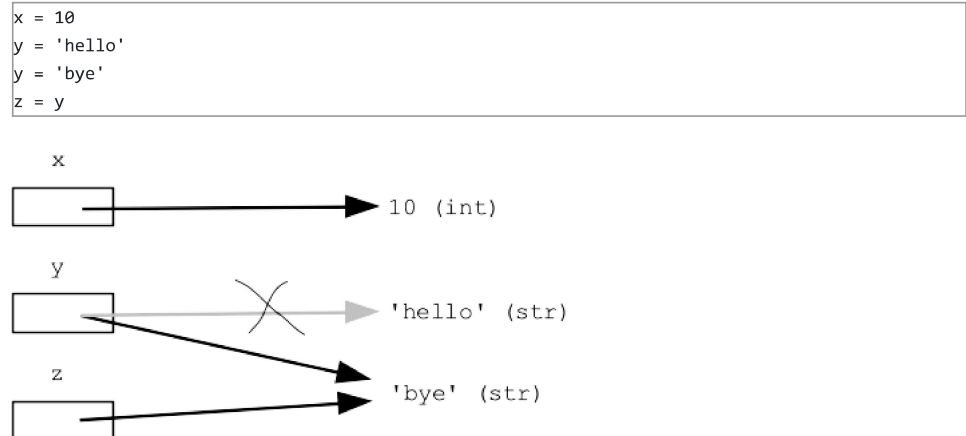 x = 10
y = 'hello'
y = 'bye'
z = y
x
10 (int)
y
'hello' (str)
z
'bye' (str)